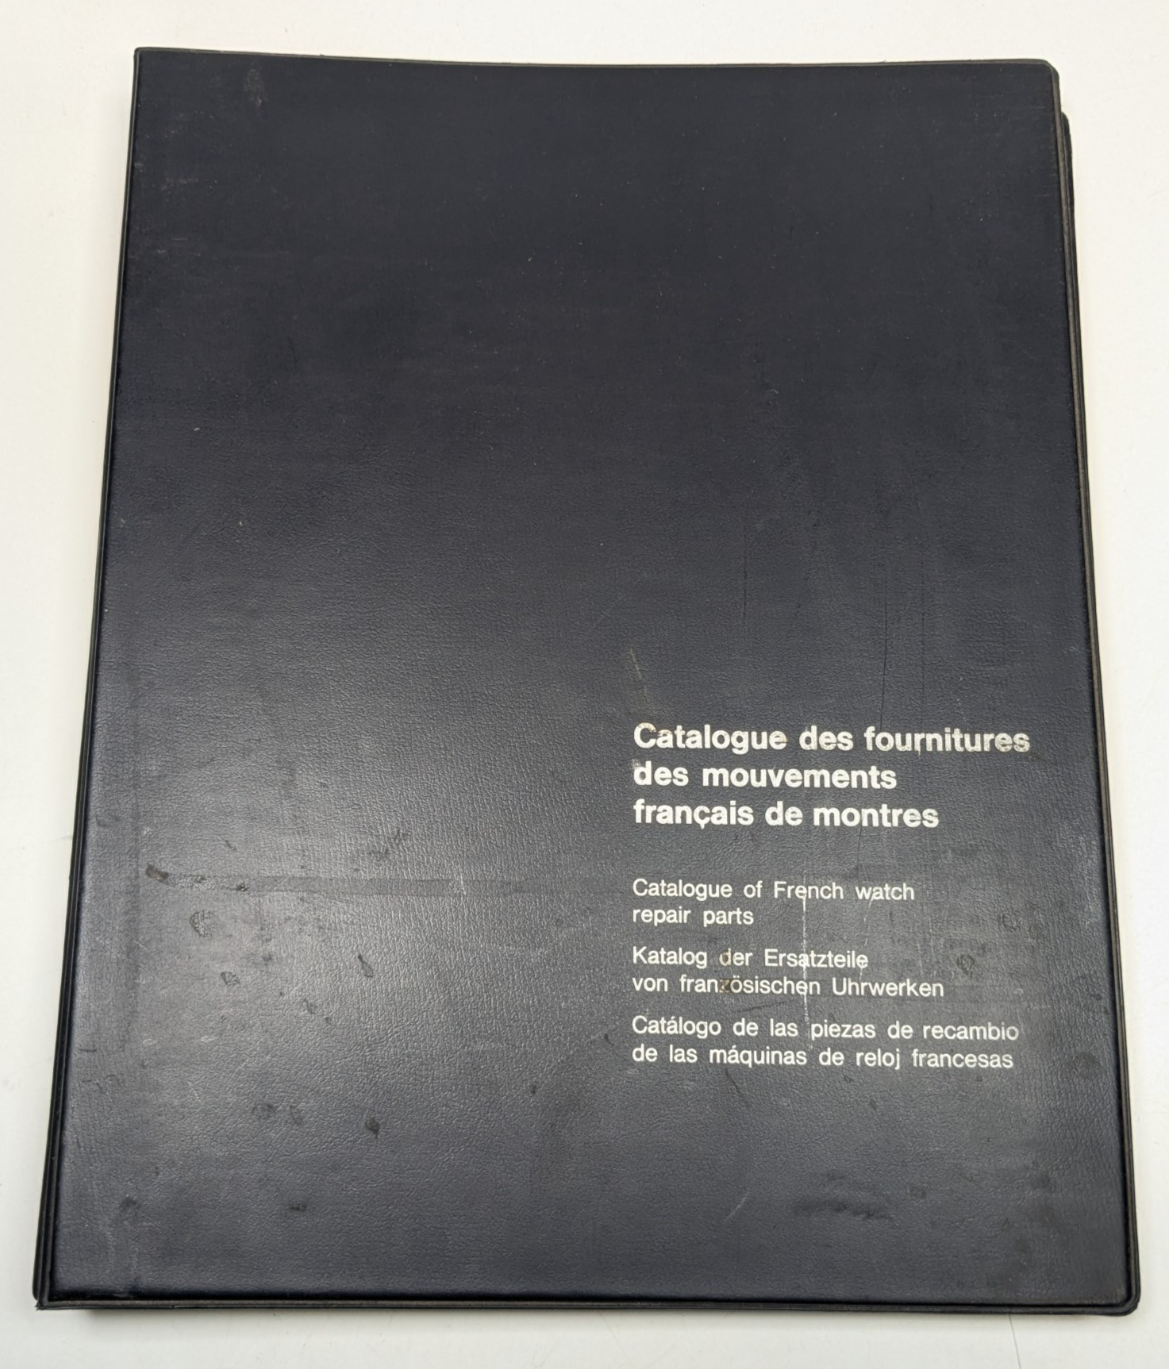 Catalogue des fournitures
des mouvements
français de montres
Catalogue of French watch
repair parts
Katalog der Ersatzteile
von französischen Uhrwerken
Catálogo de las piezas de recambio
de las máquinas de reloj francesas